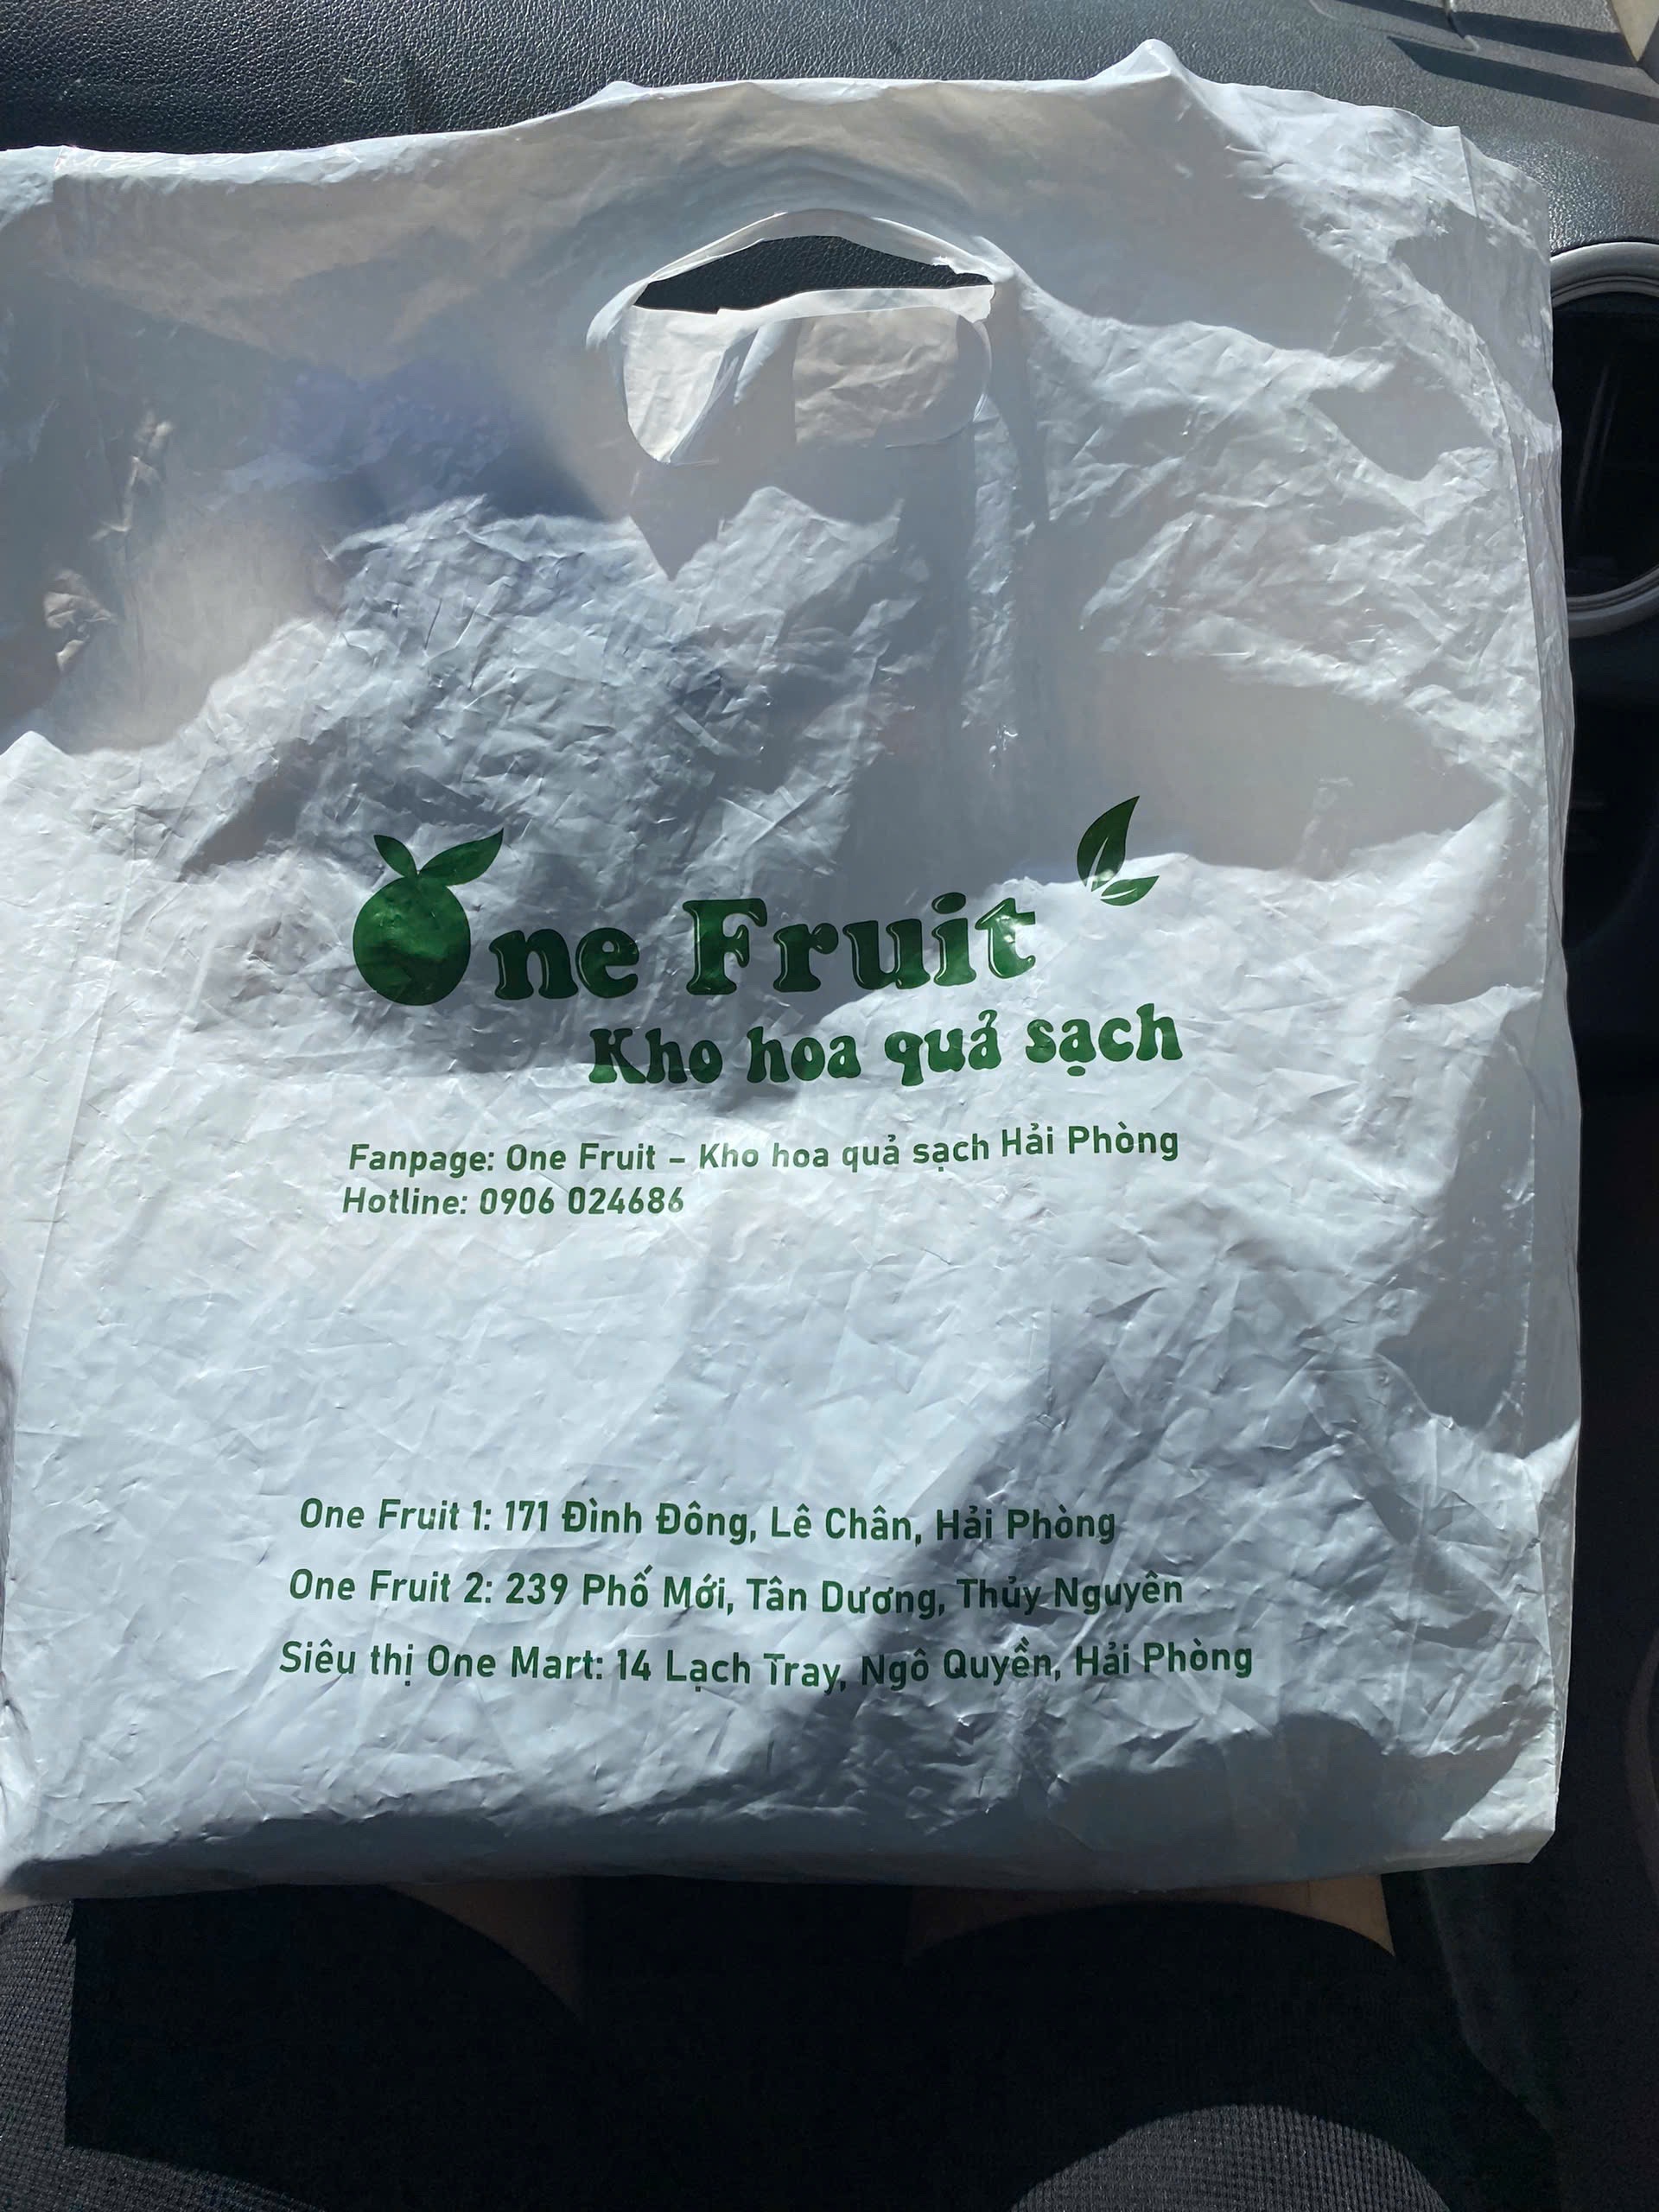 One Fruit
Kho hoa quả sạch
Fanpage: One Fruit – Kho hoa quả sạch Hải Phòng
Hotline: 0906 024686
One Fruit 1: 171 Đình Đông, Lê Chân, Hải Phòng
One Fruit 2: 239 Phố Mới, Tân Dương, Thủy Nguyên
Siêu thị One Mart: 14 Lạch Tray, Ngô Quyền, Hải Phòng